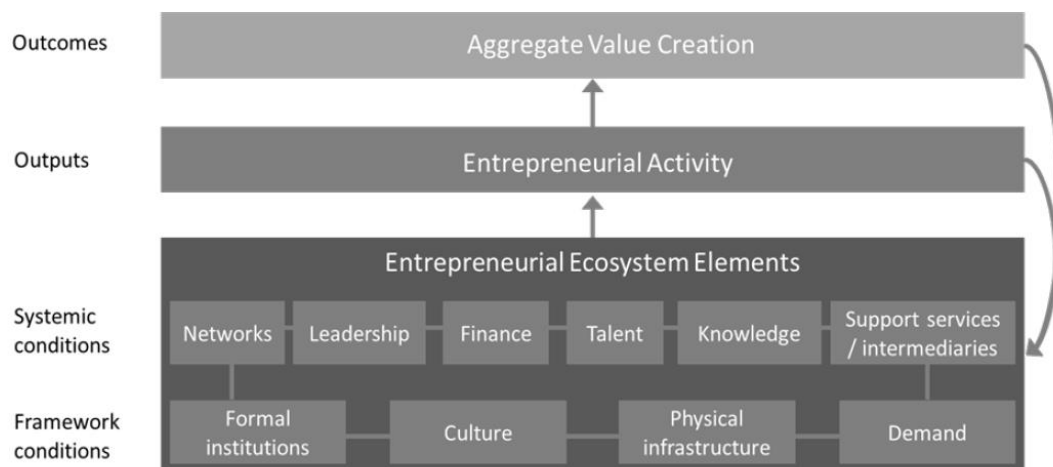 Outcomes
Aggregate Value Creation
Outputs
Entrepreneurial Activity
Entrepreneurial Ecosystem Elements
Systemic
conditions
Networks
Leadership
Finance
Talent
Knowledge
Support services
/ intermediaries
Framework
conditions
Formal
institutions
Culture
Physical
infrastructure
Demand